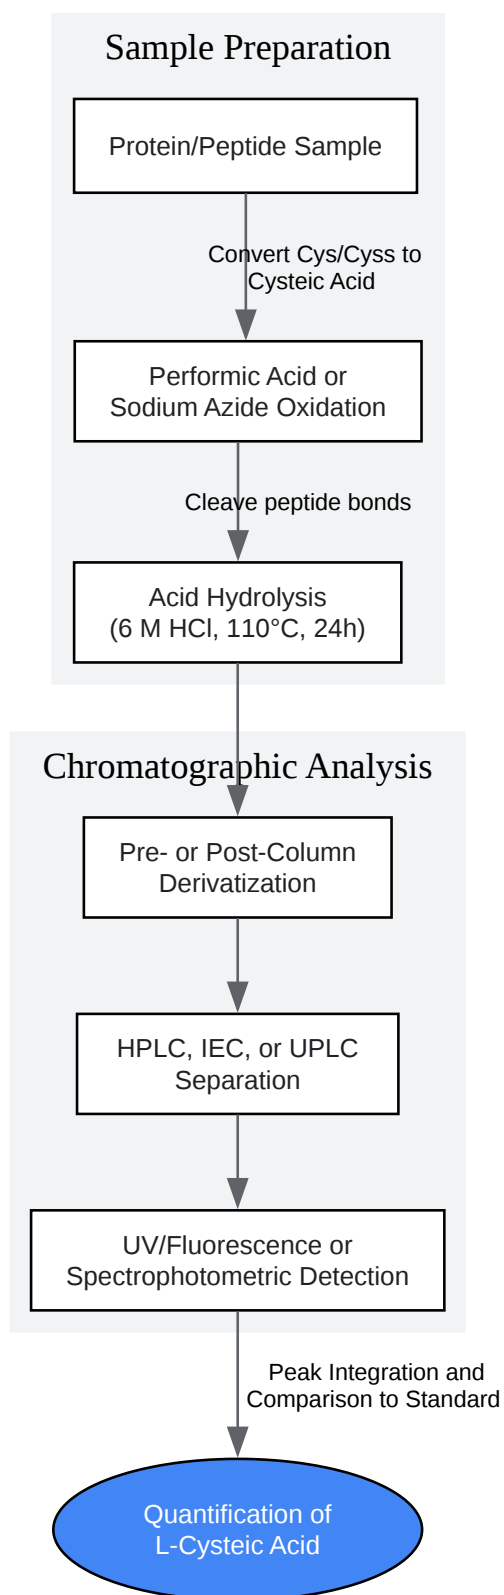 Sample Preparation
Protein/Peptide Sample
Convert Cys/Cyss to
Cysteic Acid
Performic Acid or
Sodium Azide Oxidation
Cleave peptide bonds
Acid Hydrolysis
(6 M HCl, 110°C, 24h)
Chromatographic Analysis
Pre- or Post-Column
Derivatization
HPLC, IEC, or UPLC
Separation
UV/Fluorescence or
Spectrophotometric Detection
Peak Integration and
Comparison to Standard
Quantification of
L-Cysteic Acid